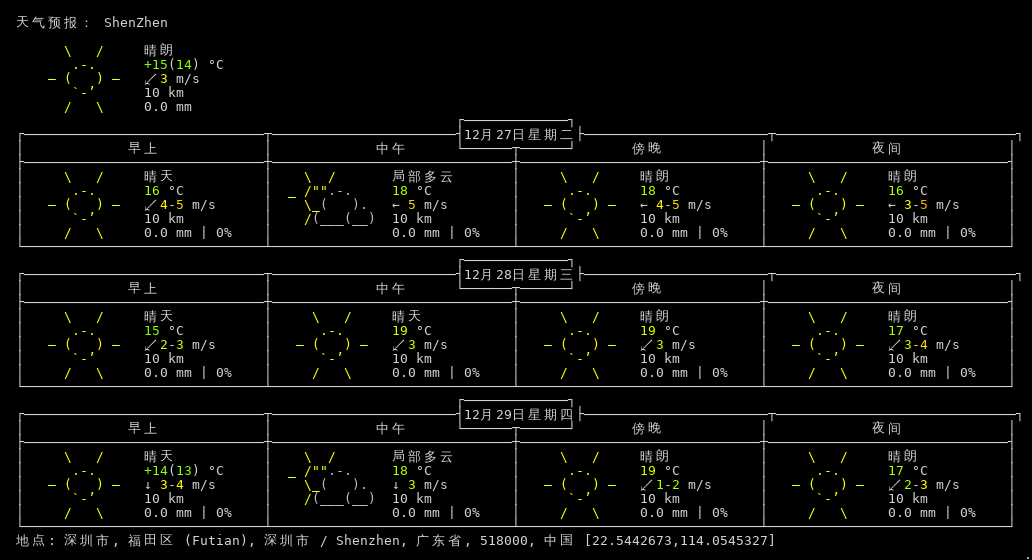 天气预报： ShenZhen
晴朗
+15(14) °C
↙3 m/s
10 km
0.0 mm
12月27日星期二
早上 中午 傍晚 夜间
晴天 局部多云 晴朗 晴朗
16 °C 18 °C 18 °C 16 °C
↙4-5 m/s ← 5 m/s ← 4-5 m/s ← 3-5 m/s
10 km 10 km 10 km 10 km
0.0 mm | 0% 0.0 mm | 0% 0.0 mm | 0% 0.0 mm | 0%
12月28日星期三
早上 中午 傍晚 夜间
晴天 晴天 晴朗 晴朗
15 °C 19 °C 19 °C 17 °C
↙2-3 m/s ↙3 m/s ↙3 m/s ↙3-4 m/s
10 km 10 km 10 km 10 km
0.0 mm | 0% 0.0 mm | 0% 0.0 mm | 0% 0.0 mm | 0%
12月29日星期四
早上 中午 傍晚 夜间
晴天 局部多云 晴朗 晴朗
+14(13) °C 18 °C 19 °C 17 °C
↓ 3-4 m/s ↓ 3 m/s ↙1-2 m/s ↙2-3 m/s
10 km 10 km 10 km 10 km
0.0 mm | 0% 0.0 mm | 0% 0.0 mm | 0% 0.0 mm | 0%
地点: 深圳市, 福田区 (Futian), 深圳市 / Shenzhen, 广东省, 518000, 中国 [22.5442673,114.0545327]